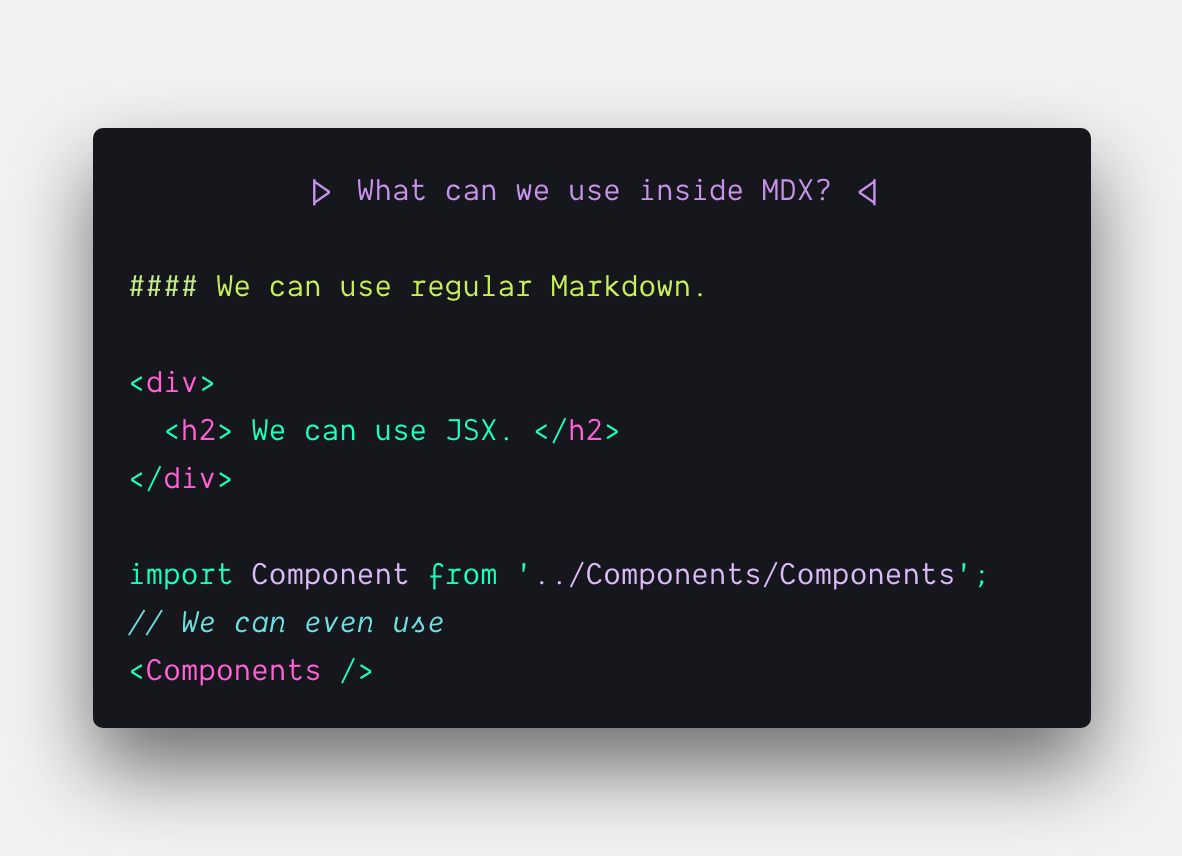 ▷ What can we use inside MDX? ◁
#### We can use regular Markdown.
<div>
<h2> We can use JSX. </h2>
</div>
import Component from '../Components/Components';
// We can even use
<Components />